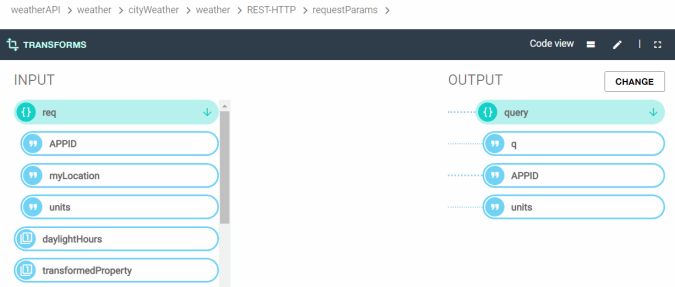 weatherAPI > weather > cityWeather > weather > REST-HTTP > requestParams >
TRANSFORMS
Code view
INPUT
OUTPUT
CHANGE
req
query
APPID
q
myLocation
APPID
units
units
daylightHours
transformedProperty